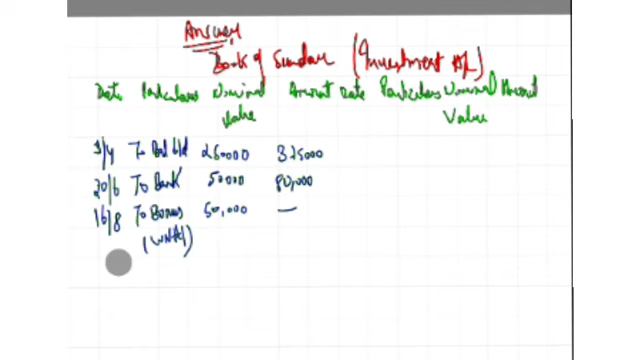 Answer
Book of Sundar (Investment A/c)
Date Particulars Nominal Value Amount Date Particulars Nominal Value Amount
1/4 To Bal b/d 250000 325000
20/6 To Bank 50000 80,000
16/8 To Bonus 50,000 —
(WN#1)